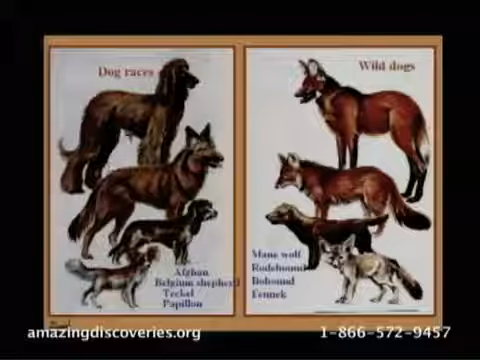 Dog races
Wild dogs
Afghan
Belgium shepherd
Teckel
Papillon
Mane wolf
Rodehound
Bohound
Fennek
amazingdiscoveries.org
1-866-572-9457